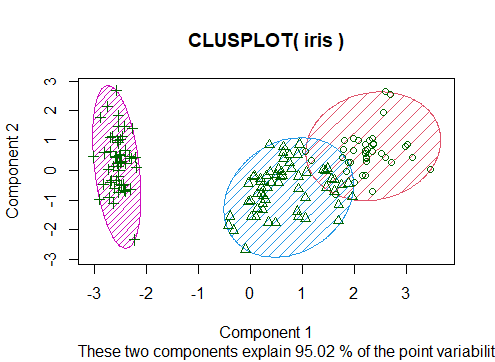 CLUSPLOT( iris )
3
2
1
0
-1
-2
-3
Component 2
-3 -2 -1 0 1 2 3
Component 1
These two components explain 95.02 % of the point variabilit